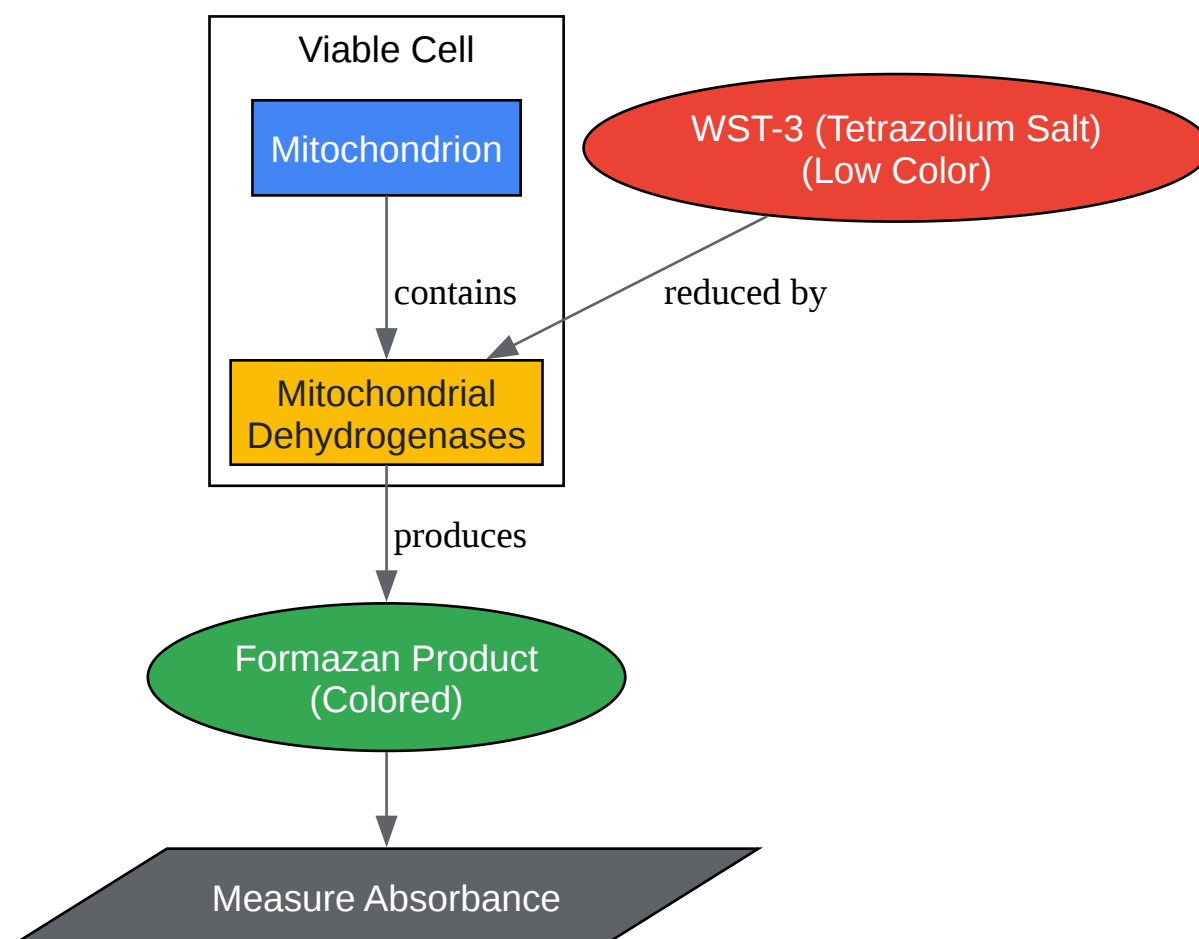 Viable Cell
Mitochondrion
WST-3 (Tetrazolium Salt)
(Low Color)
contains
reduced by
Mitochondrial
Dehydrogenases
produces
Formazan Product
(Colored)
Measure Absorbance